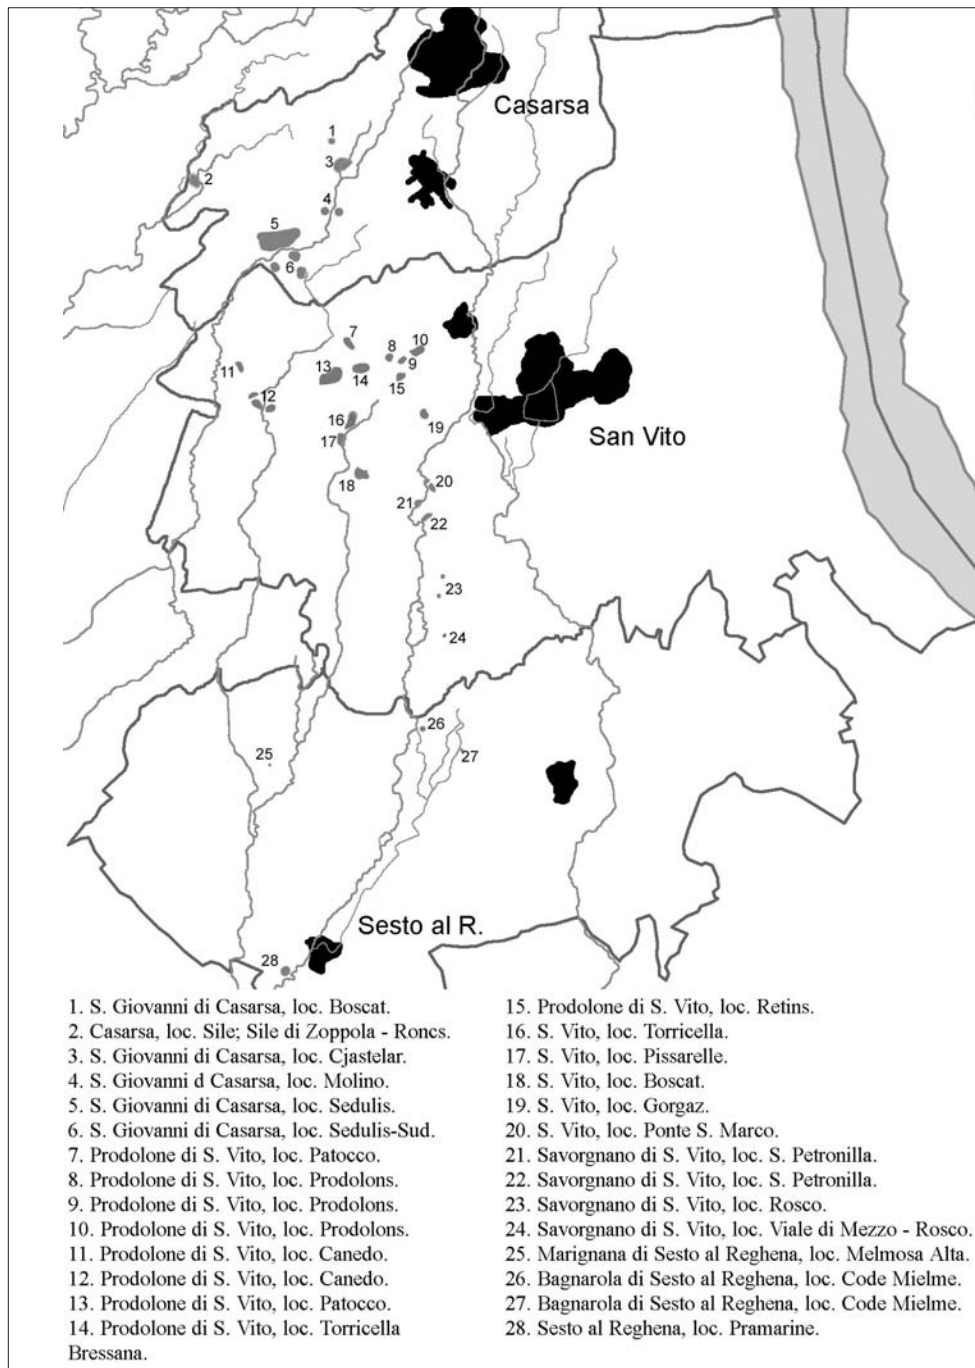 Casarsa
1
3
2
4
5
6
7
8
10
9
11
13
14
15
12
16
19
San Vito
17
18
20
21
22
23
24
26
25
27
Sesto al R.
28
1. S. Giovanni di Casarsa, loc. Boscat.
2. Casarsa, loc. Sile; Sile di Zoppola - Roncs.
3. S. Giovanni di Casarsa, loc. Cjastelar.
4. S. Giovanni d Casarsa, loc. Molino.
5. S. Giovanni di Casarsa, loc. Sedulis.
6. S. Giovanni di Casarsa, loc. Sedulis-Sud.
7. Prodolone di S. Vito, loc. Patocco.
8. Prodolone di S. Vito, loc. Prodolons.
9. Prodolone di S. Vito, loc. Prodolons.
10. Prodolone di S. Vito, loc. Prodolons.
11. Prodolone di S. Vito, loc. Canedo.
12. Prodolone di S. Vito, loc. Canedo.
13. Prodolone di S. Vito, loc. Patocco.
14. Prodolone di S. Vito, loc. Torricella
Bressana.
15. Prodolone di S. Vito, loc. Retins.
16. S. Vito, loc. Torricella.
17. S. Vito, loc. Pissarelle.
18. S. Vito, loc. Boscat.
19. S. Vito, loc. Gorgaz.
20. S. Vito, loc. Ponte S. Marco.
21. Savorgnano di S. Vito, loc. S. Petronilla.
22. Savorgnano di S. Vito, loc. S. Petronilla.
23. Savorgnano di S. Vito, loc. Rosco.
24. Savorgnano di S. Vito, loc. Viale di Mezzo - Rosco.
25. Marignana di Sesto al Reghena, loc. Melmosa Alta.
26. Bagnarola di Sesto al Reghena, loc. Code Mielme.
27. Bagnarola di Sesto al Reghena, loc. Code Mielme.
28. Sesto al Reghena, loc. Pramarine.